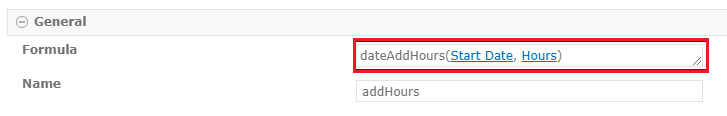 General
Formula
dateAddHours(Start Date, Hours)
Name
addHours